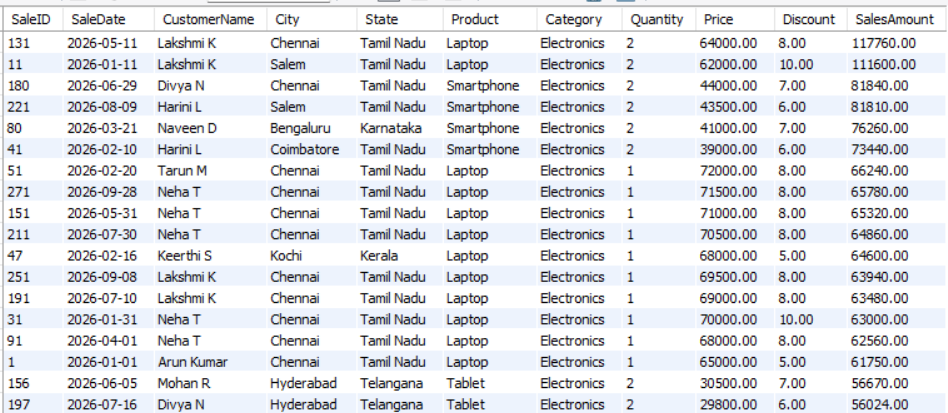 SaleID SaleDate CustomerName City State Product Category Quantity Price Discount SalesAmount
131 2026-05-11 Lakshmi K Chennai Tamil Nadu Laptop Electronics 2 64000.00 8.00 117760.00
11 2026-01-11 Lakshmi K Salem Tamil Nadu Laptop Electronics 2 62000.00 10.00 111600.00
180 2026-06-29 Divya N Chennai Tamil Nadu Smartphone Electronics 2 44000.00 7.00 81840.00
221 2026-08-09 Harini L Salem Tamil Nadu Smartphone Electronics 2 43500.00 6.00 81810.00
80 2026-03-21 Naveen D Bengaluru Karnataka Smartphone Electronics 2 41000.00 7.00 76260.00
41 2026-02-10 Harini L Coimbatore Tamil Nadu Smartphone Electronics 2 39000.00 6.00 73440.00
51 2026-02-20 Tarun M Chennai Tamil Nadu Laptop Electronics 1 72000.00 8.00 66240.00
271 2026-09-28 Neha T Chennai Tamil Nadu Laptop Electronics 1 71500.00 8.00 65780.00
151 2026-05-31 Neha T Chennai Tamil Nadu Laptop Electronics 1 71000.00 8.00 65320.00
211 2026-07-30 Neha T Chennai Tamil Nadu Laptop Electronics 1 70500.00 8.00 64860.00
47 2026-02-16 Keerthi S Kochi Kerala Laptop Electronics 1 68000.00 5.00 64600.00
251 2026-09-08 Lakshmi K Chennai Tamil Nadu Laptop Electronics 1 69500.00 8.00 63940.00
191 2026-07-10 Lakshmi K Chennai Tamil Nadu Laptop Electronics 1 69000.00 8.00 63480.00
31 2026-01-31 Neha T Chennai Tamil Nadu Laptop Electronics 1 70000.00 10.00 63000.00
91 2026-04-01 Neha T Chennai Tamil Nadu Laptop Electronics 1 68000.00 8.00 62560.00
1 2026-01-01 Arun Kumar Chennai Tamil Nadu Laptop Electronics 1 65000.00 5.00 61750.00
156 2026-06-05 Mohan R Hyderabad Telangana Tablet Electronics 2 30500.00 7.00 56670.00
197 2026-07-16 Divya N Hyderabad Telangana Tablet Electronics 2 29800.00 6.00 56024.00